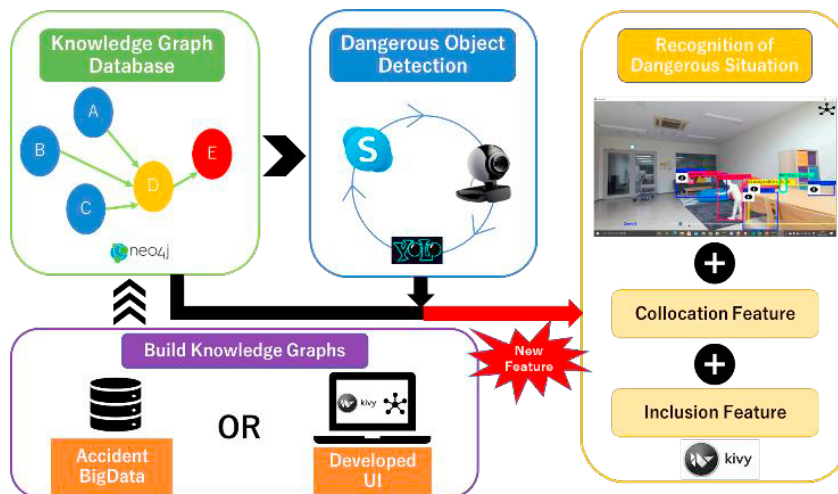 Knowledge Graph
Database
A
B
C
D
E
neo4j
Dangerous Object
Detection
S
YOLO
Recognition of
Dangerous Situation
Collocation Feature
Inclusion Feature
kivy
New
Feature
Build Knowledge Graphs
Accident
BigData
OR
kivy
Developed
UI